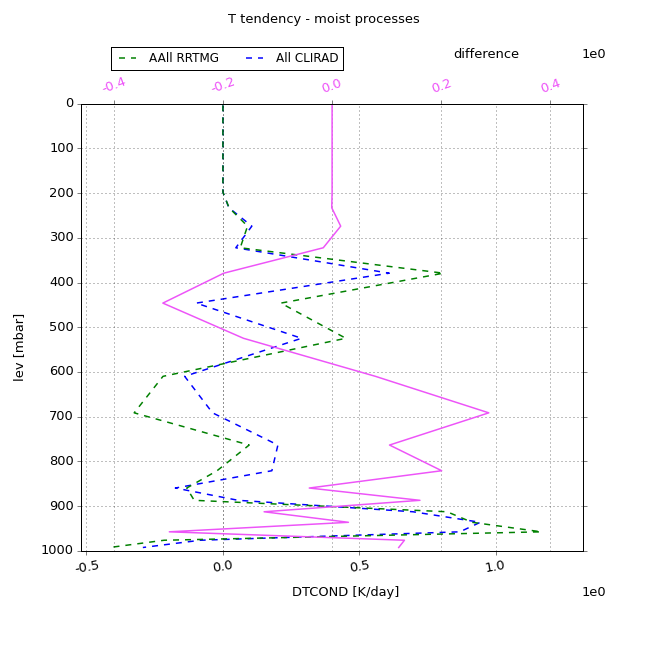 T tendency - moist processes
AAll RRTMG All CLIRAD
difference 1e0
-0.4 -0.2 0.0 0.2 0.4
0
100
200
300
400
500
600
700
800
900
1000
lev [mbar]
-0.5 0.0 0.5 1.0
DTCOND [K/day] 1e0